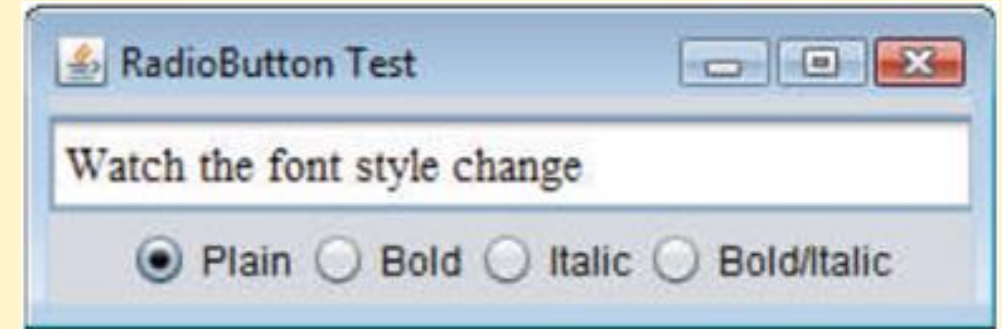 RadioButton Test
Watch the font style change
Plain Bold Italic Bold/Italic